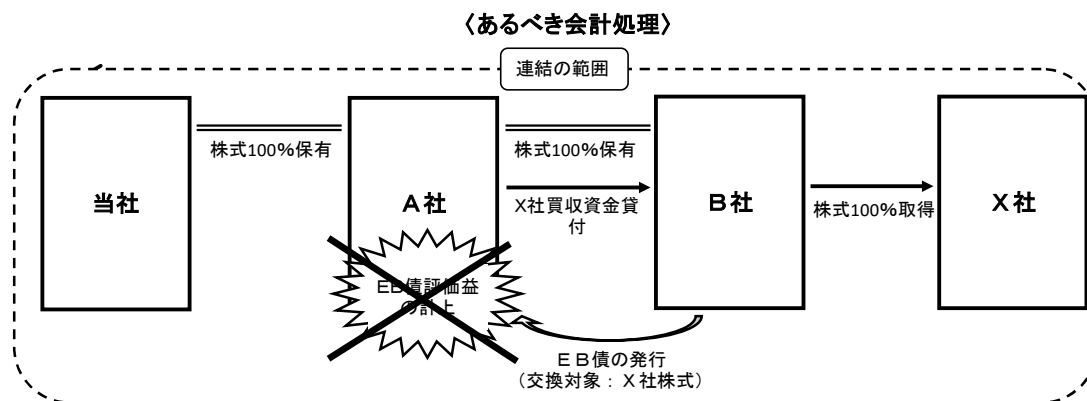 〈あるべき会計処理〉
連結の範囲
当社
株式100%保有
A社
株式100%保有
X社買収資金貸
付
B社
株式100%取得
X社
EB債評価益
の計上
EB債の発行
(交換対象：X社株式)